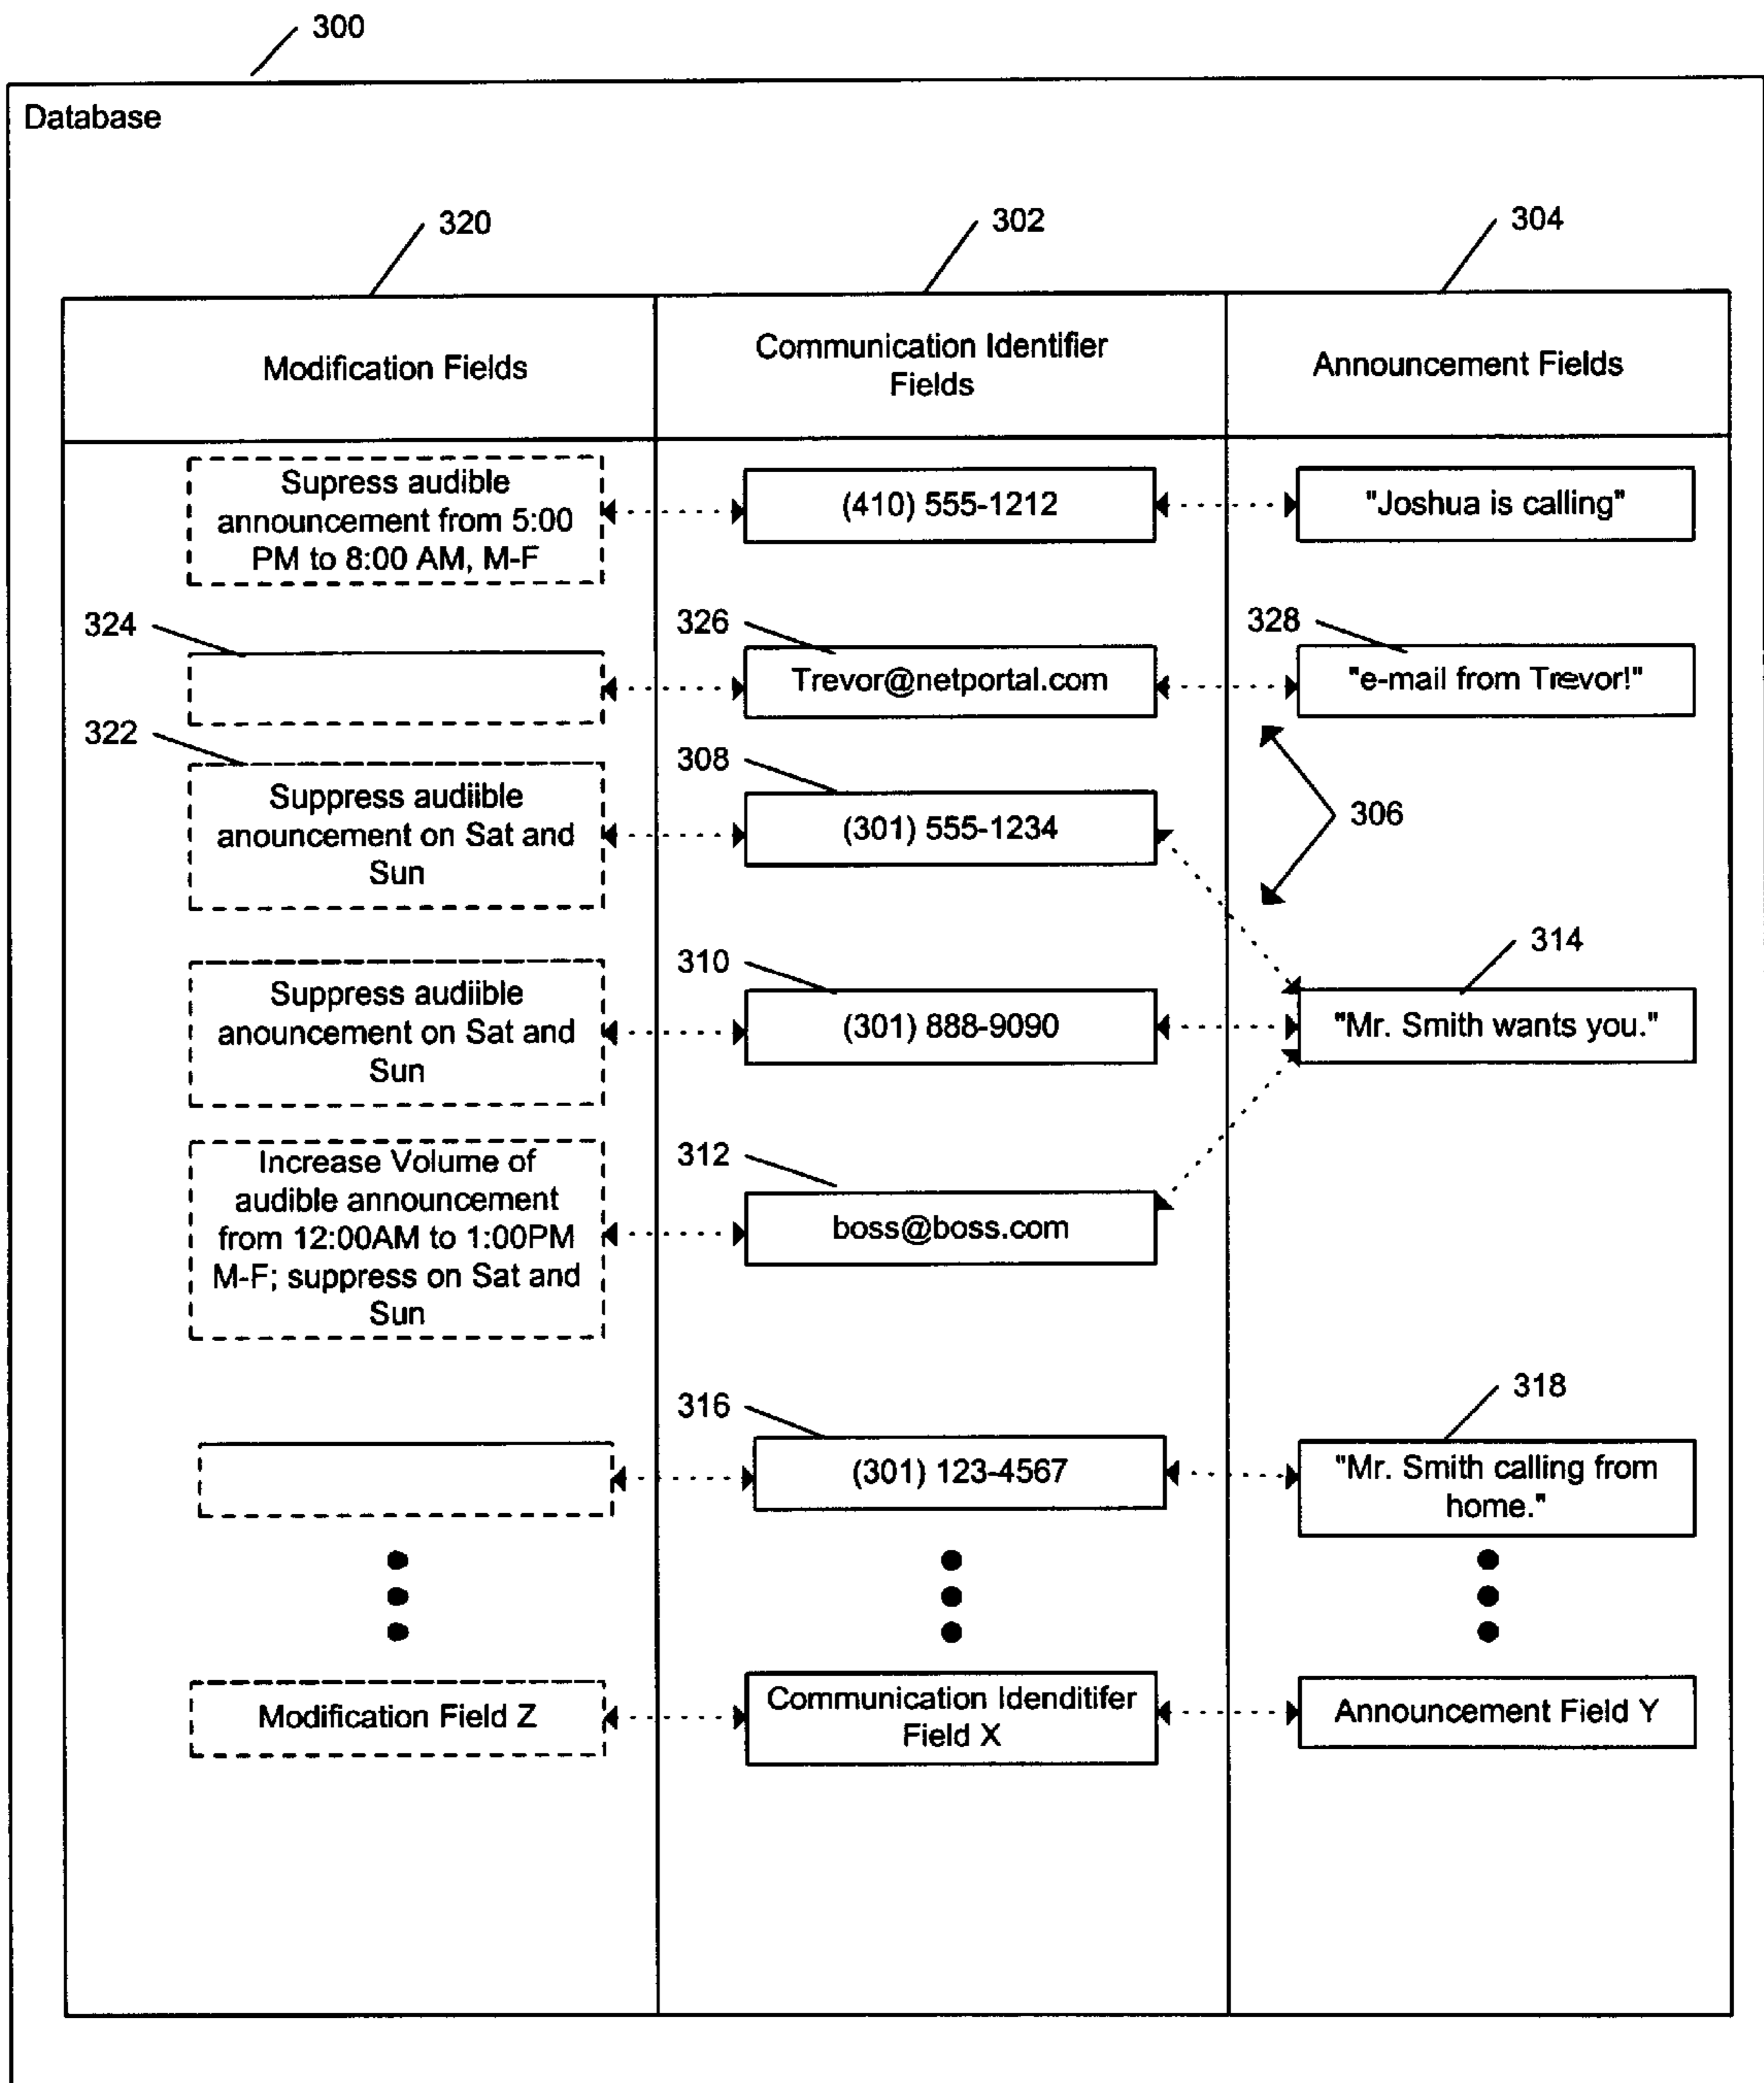 300
Database
320
302
304
Modification Fields
Communication Identifier
Fields
Announcement Fields
Supress audible
announcement from 5:00
PM to 8:00 AM, M-F
(410) 555-1212
"Joshua is calling"
324
326
Trevor@netportal.com
328
"e-mail from Trevor!"
322
Suppress audiible
anouncement on Sat and
Sun
308
(301) 555-1234
306
Suppress audiible
anouncement on Sat and
Sun
310
(301) 888-9090
314
"Mr. Smith wants you."
Increase Volume of
audible announcement
from 12:00AM to 1:00PM
M-F; suppress on Sat and
Sun
312
boss@boss.com
316
(301) 123-4567
318
"Mr. Smith calling from
home."
Modification Field Z
Communication Idenditifer
Field X
Announcement Field Y